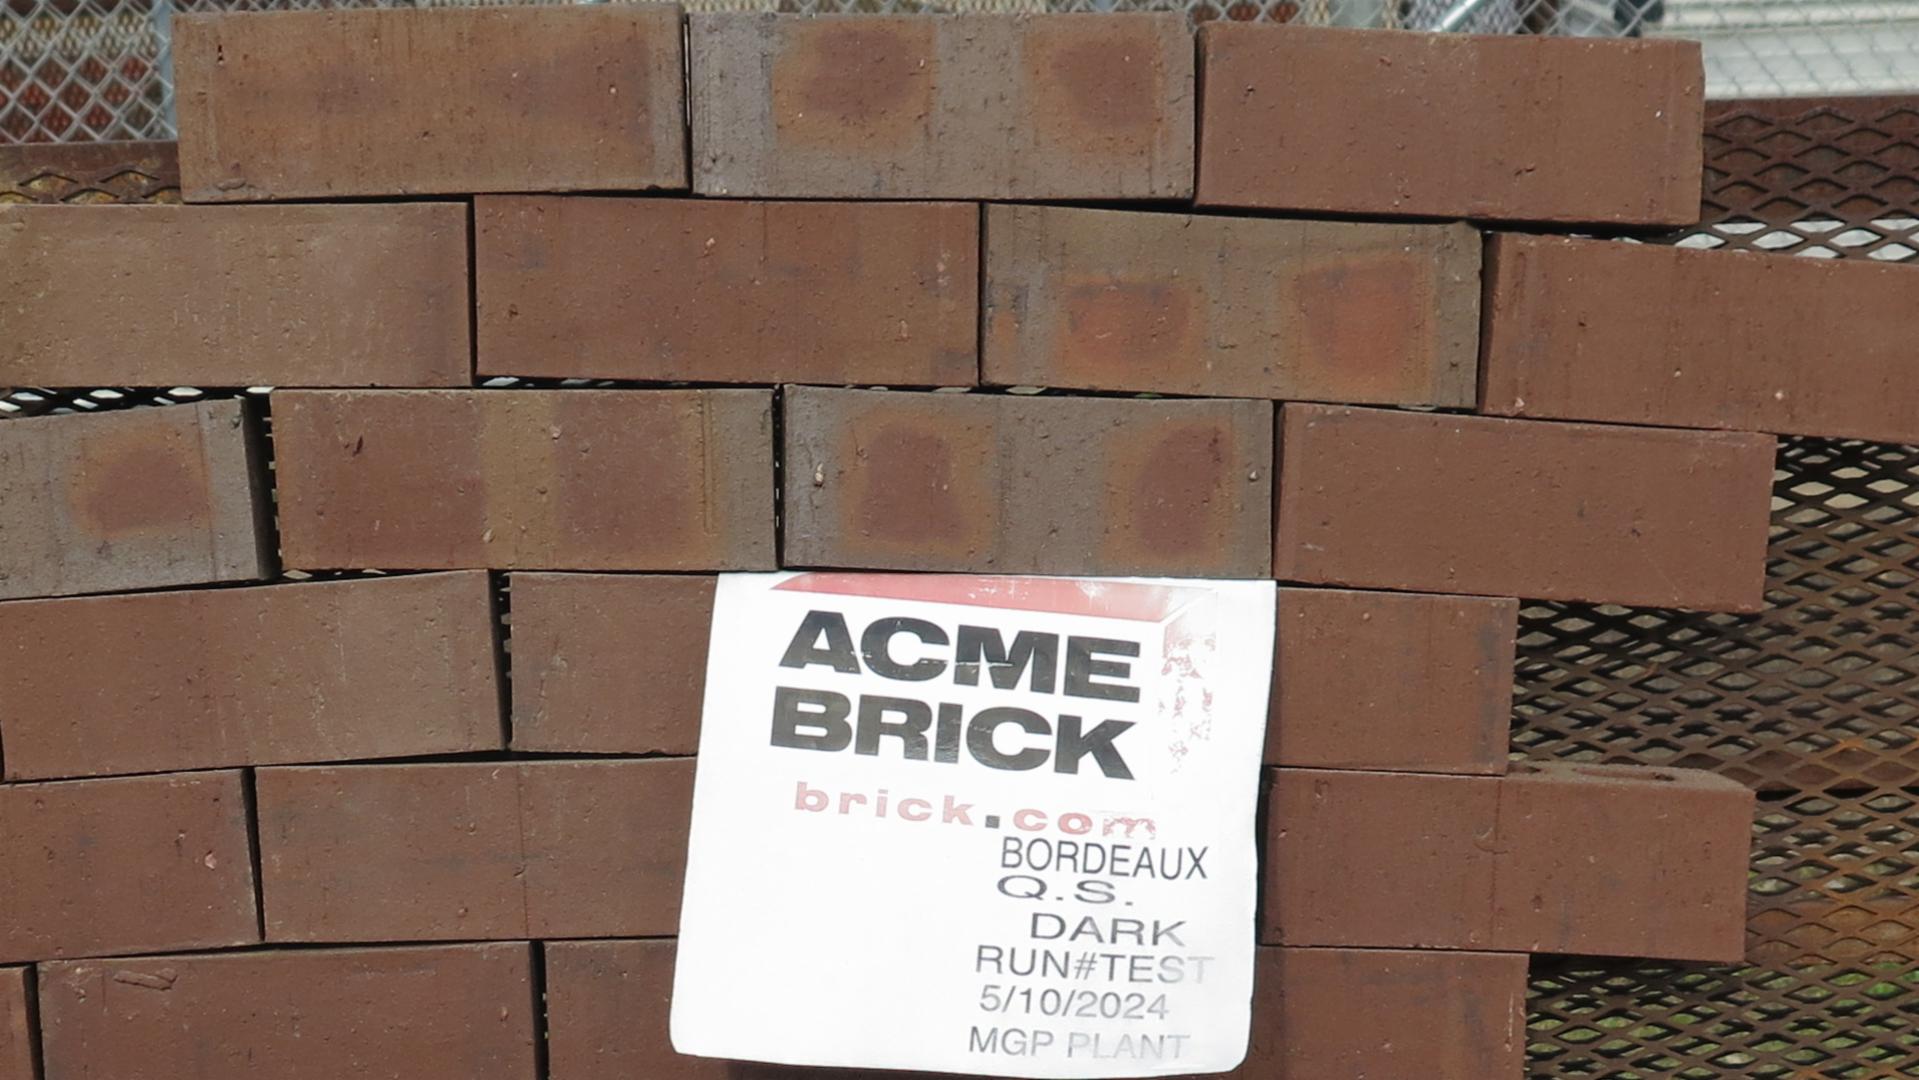 ACME
BRICK
brick.com
BORDEAUX
Q.S.
DARK
RUN#TEST
5/10/2024
MGP PLANT